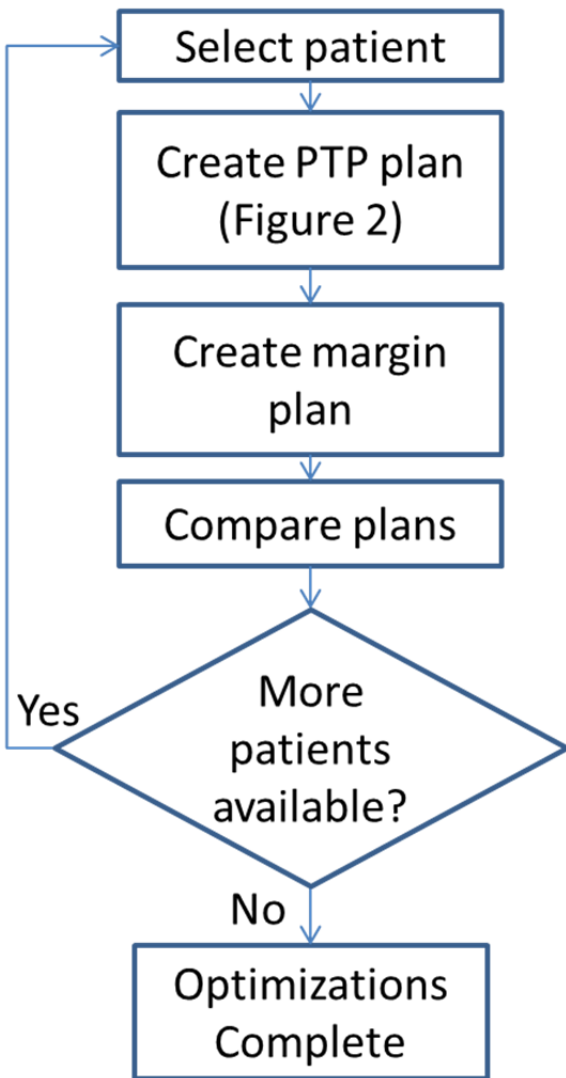 Select patient
Create PTP plan
(Figure 2)
Create margin
plan
Compare plans
More
patients
available?
Yes
No
Optimizations
Complete